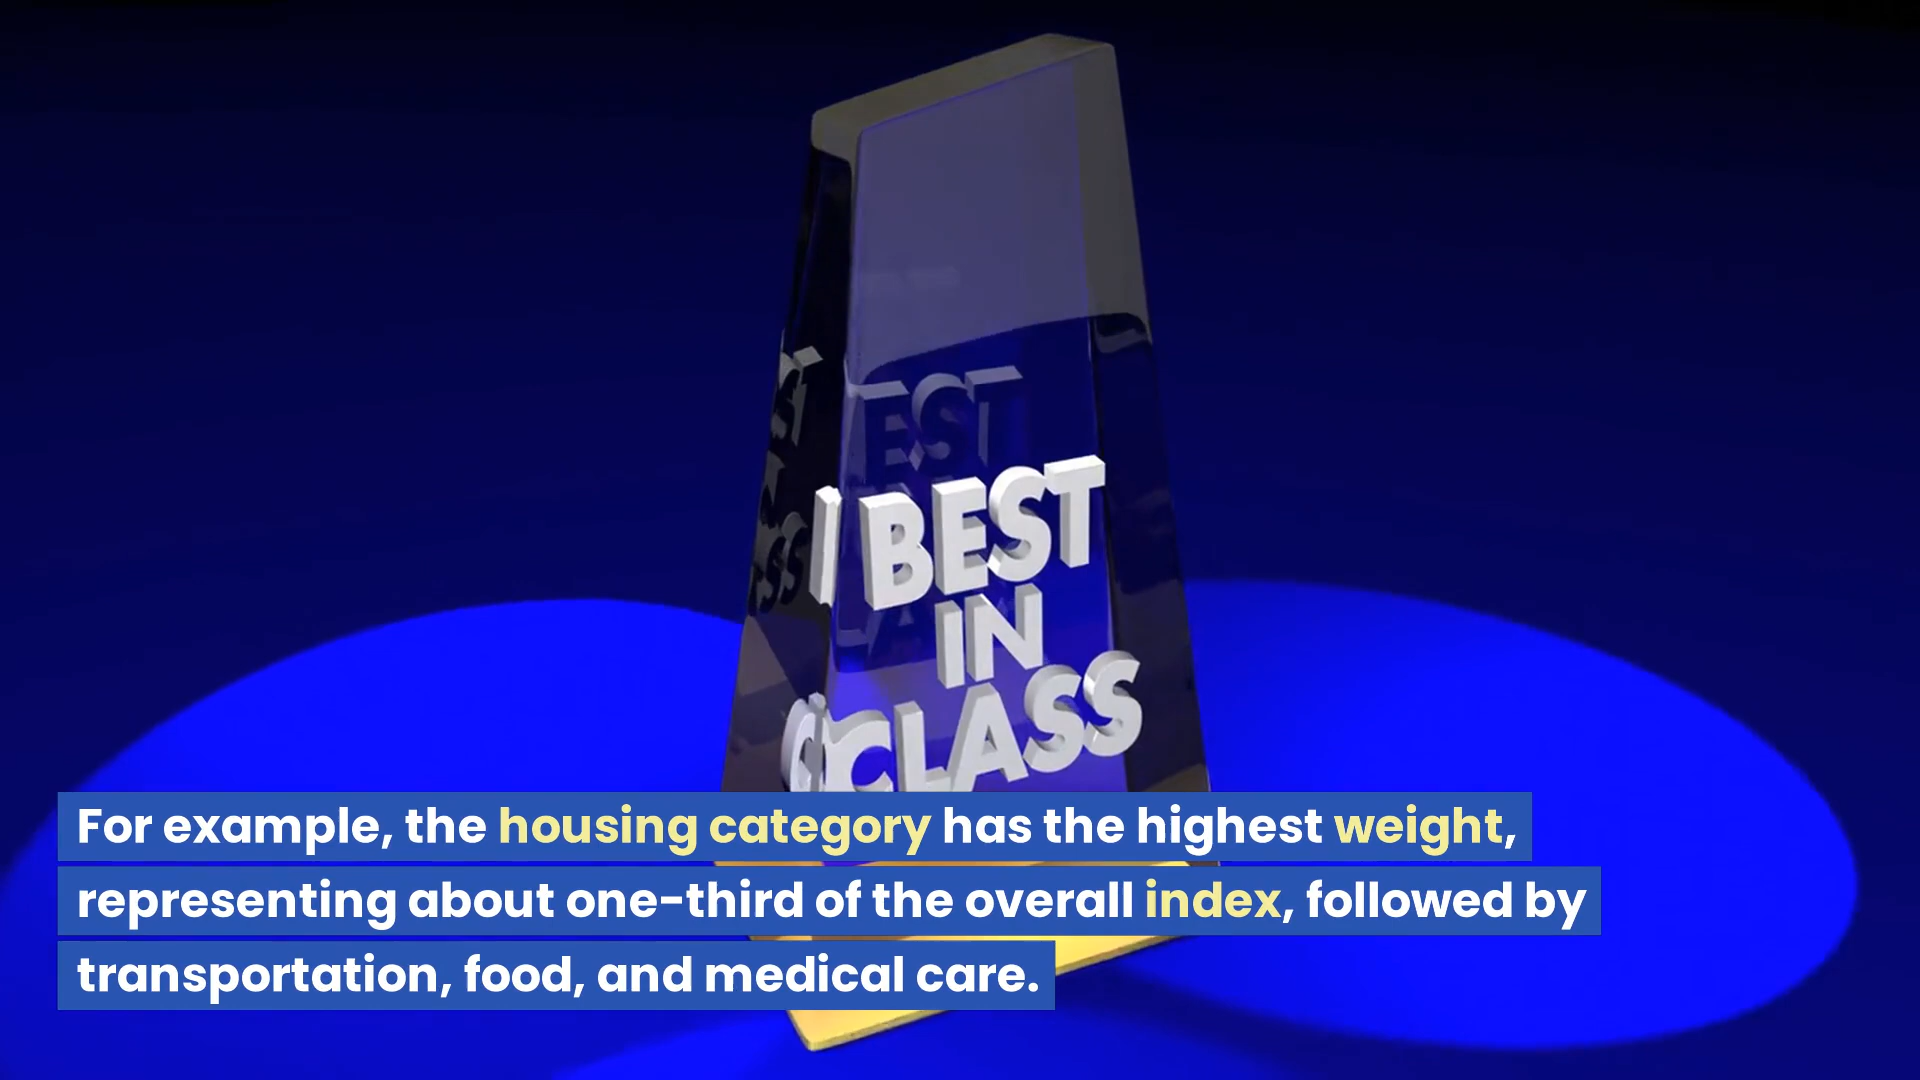 BEST
IN
CLASS
For example, the housing category has the highest weight,
representing about one-third of the overall index, followed by
transportation, food, and medical care.